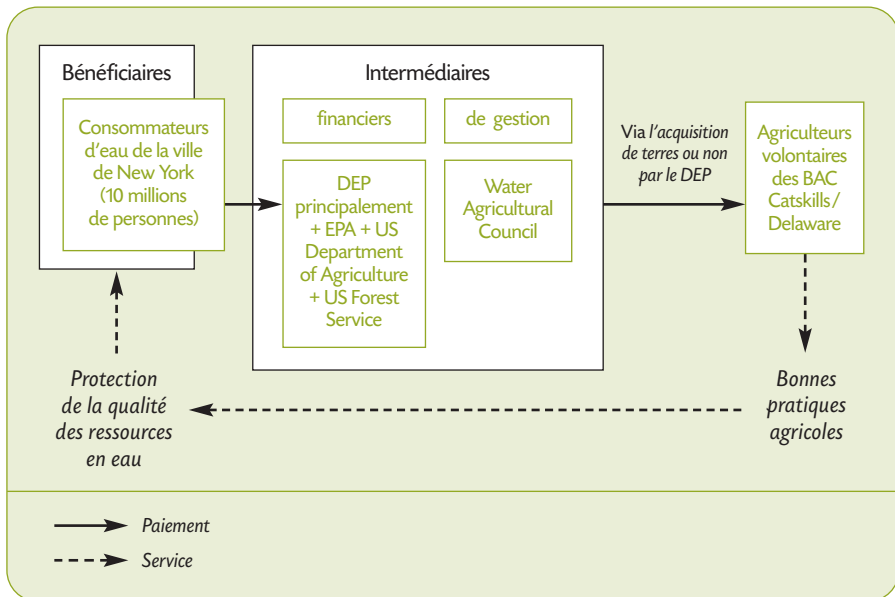 Bénéficiaires
Consommateurs
d'eau de la ville
de New York
(10 millions
de personnes)
Intermédiaires
financiers
de gestion
DEP
principalement
+ EPA + US
Department
of Agriculture
+ US Forest
Service
Water
Agricultural
Council
Via l'acquisition
de terres ou non
par le DEP
Agriculteurs
volontaires
des BAC
Catskills/
Delaware
Bonnes
pratiques
agricoles
Protection
de la qualité
des ressources
en eau
Paiement
Service